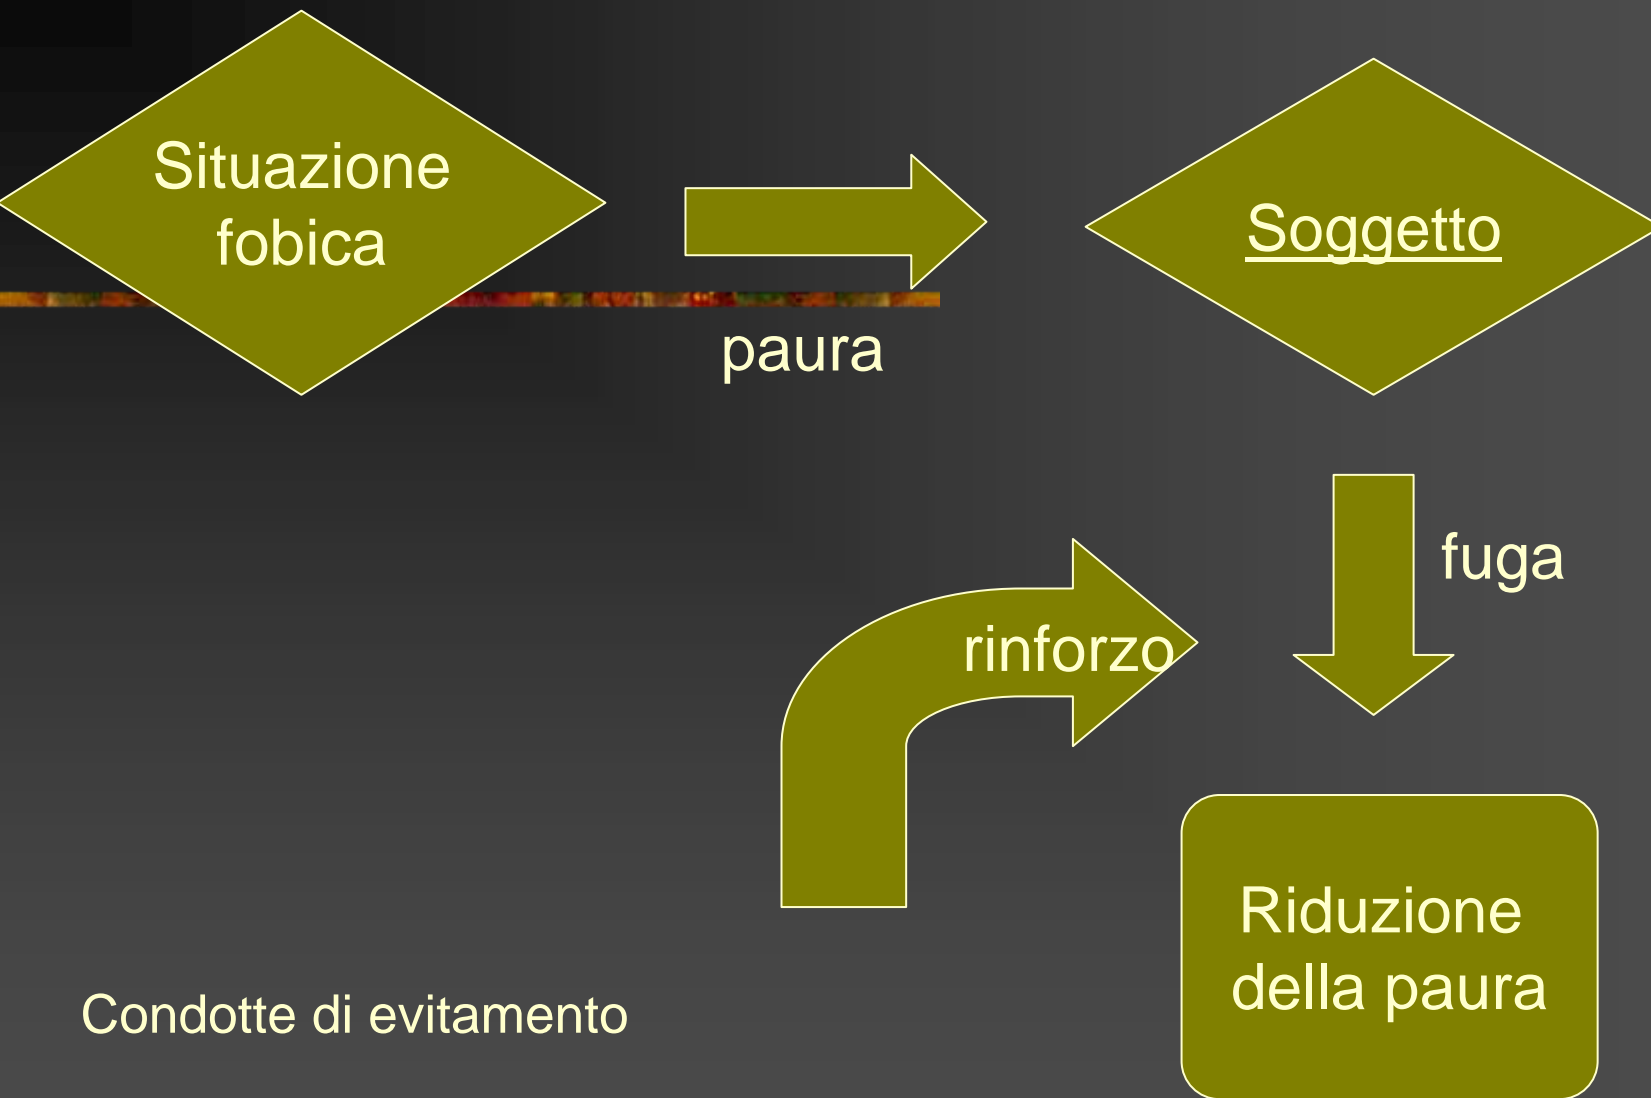 Situazione
fobica
Soggetto
paura
fuga
rinforzo
Riduzione
della paura
Condotte di evitamento